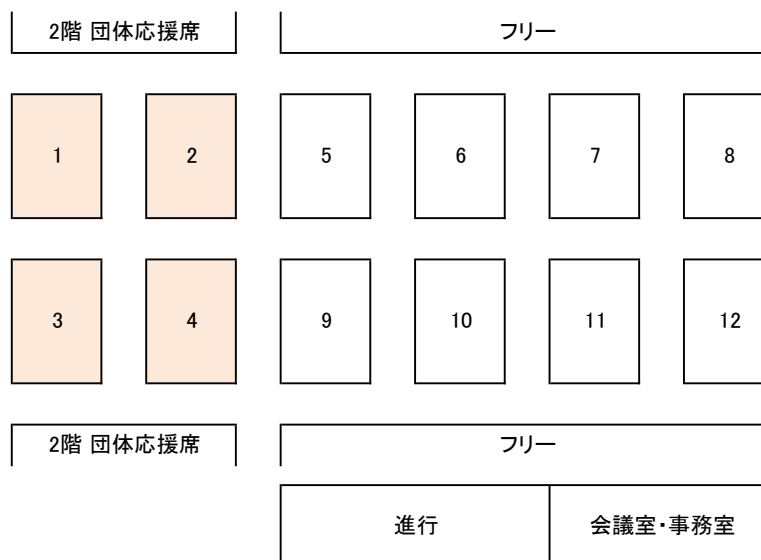 2階 団体応援席 フリー
1 2 5 6 7 8
3 4 9 10 11 12
2階 団体応援席 フリー
進行 会議室・事務室